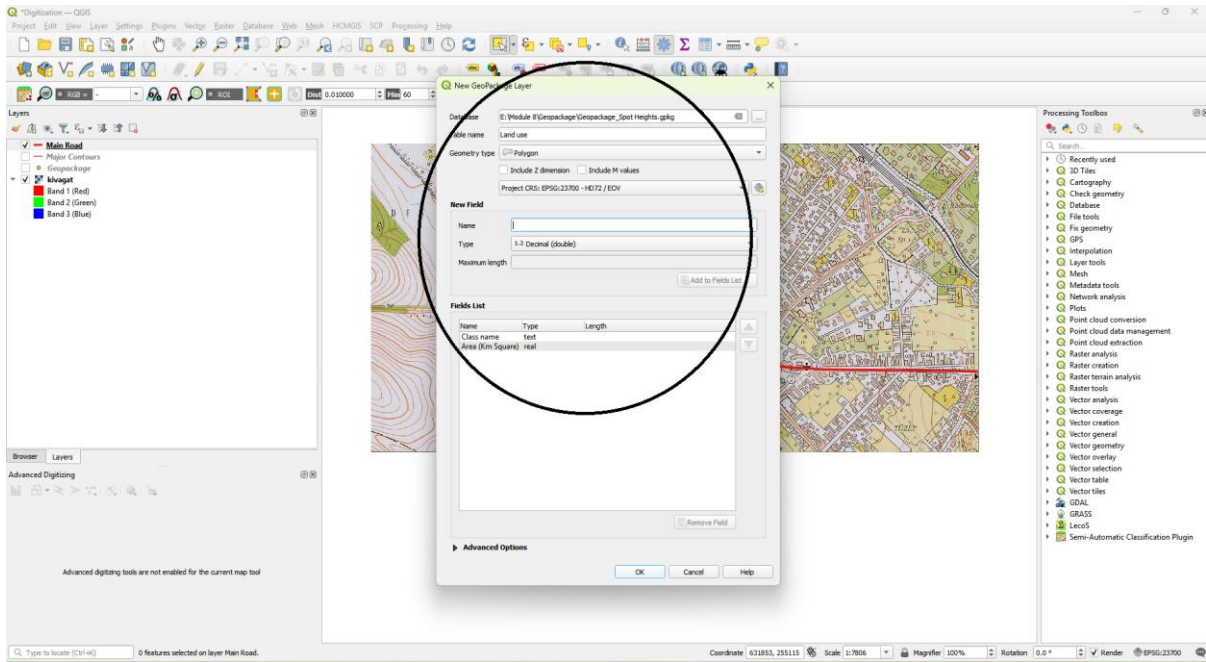 *Digitization — QGIS
Project Edit View Layer Settings Plugins Vector Raster Database Web Mesh HCMGIS SCP Processing Help
RGB = - ROI Dist 0.010000 Min 60
Layers
Main Road
Major Contours
Geopackage
kivagat
Band 1 (Red)
Band 2 (Green)
Band 3 (Blue)
Browser Layers
Advanced Digitizing
Advanced digitizing tools are not enabled for the current map tool
New GeoPackage Layer
Database E:\Module 8\Geopackage\Geopackage_Spot Heights.gpkg
Table name Land use
Geometry type Polygon
Include Z dimension Include M values
Project CRS: EPSG:23700 - HD72 / EOV
New Field
Name
Type 1.2 Decimal (double)
Maximum length
Add to Fields List
Fields List
Name Type Length
Class name text
Area (Km Square) real
Remove Field
Advanced Options
OK Cancel Help
D E
TÜZÉP
Processing Toolbox
Search...
Recently used
3D Tiles
Cartography
Check geometry
Database
File tools
Fix geometry
GPS
Interpolation
Layer tools
Mesh
Metadata tools
Network analysis
Plots
Point cloud conversion
Point cloud data management
Point cloud extraction
Raster analysis
Raster creation
Raster terrain analysis
Raster tools
Vector analysis
Vector coverage
Vector creation
Vector general
Vector geometry
Vector overlay
Vector selection
Vector table
Vector tiles
GDAL
GRASS
LecoS
Semi-Automatic Classification Plugin
Type to locate (Ctrl+K) 0 features selected on layer Main Road. Coordinate 631853, 255115 Scale 1:7806 Magnifier 100% Rotation 0.0 ° Render EPSG:23700